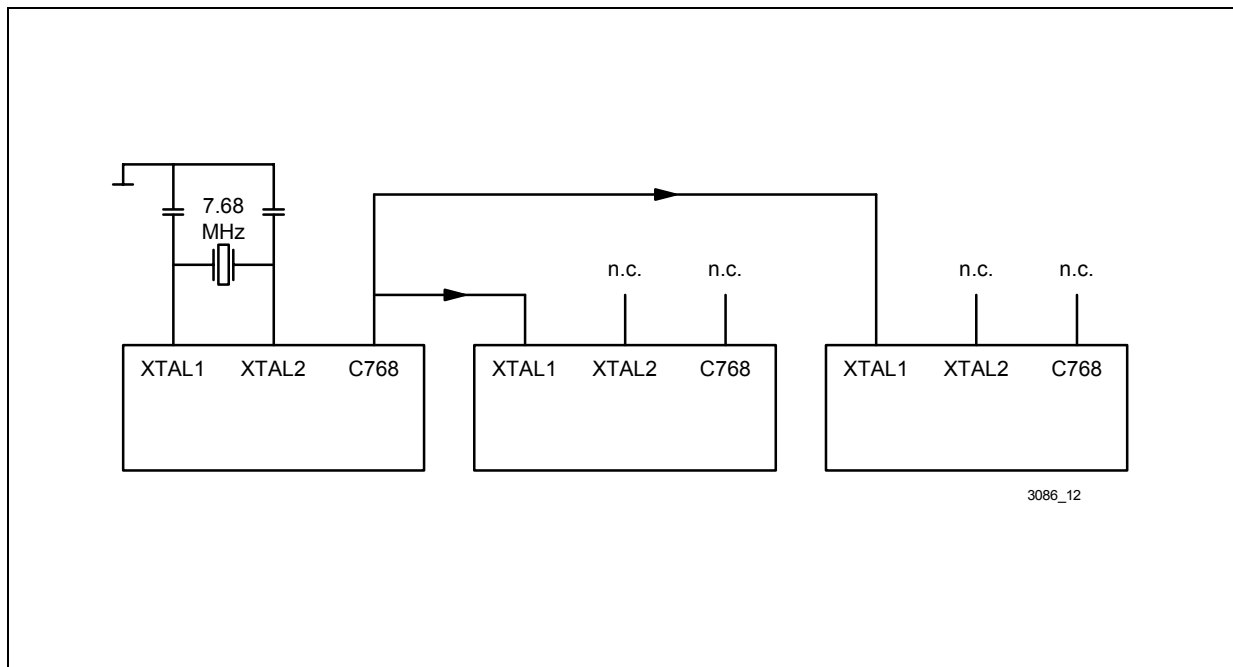 7.68
MHz
n.c. n.c. n.c. n.c.
XTAL1 XTAL2 C768 XTAL1 XTAL2 C768 XTAL1 XTAL2 C768
3086_12